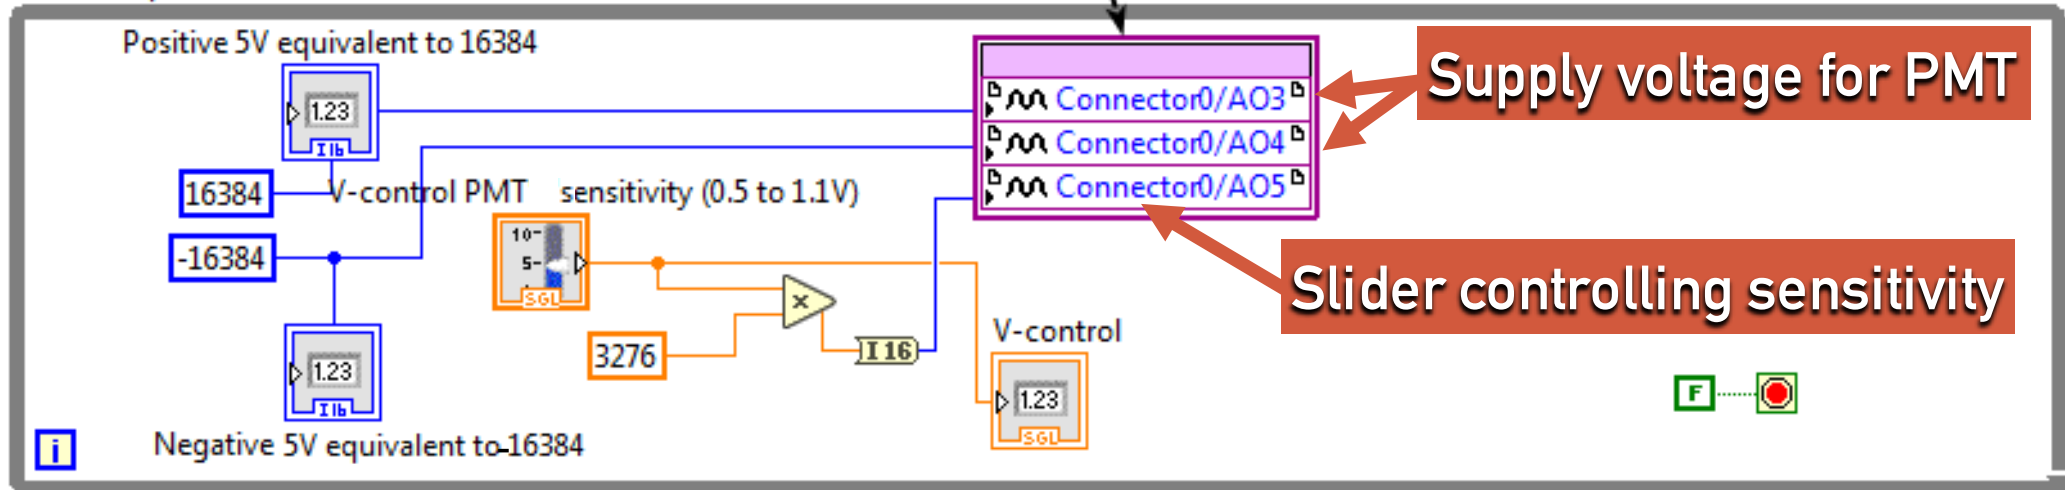 Positive 5V equivalent to 16384
1.23
I16
16384
-16384
V-control PMT sensitivity (0.5 to 1.1V)
10-
5-
SGL
3276
x
I16
Connector0/AO3
Connector0/AO4
Connector0/AO5
Supply voltage for PMT
Slider controlling sensitivity
V-control
1.23
SGL
1.23
I16
Negative 5V equivalent to-16384
i
F